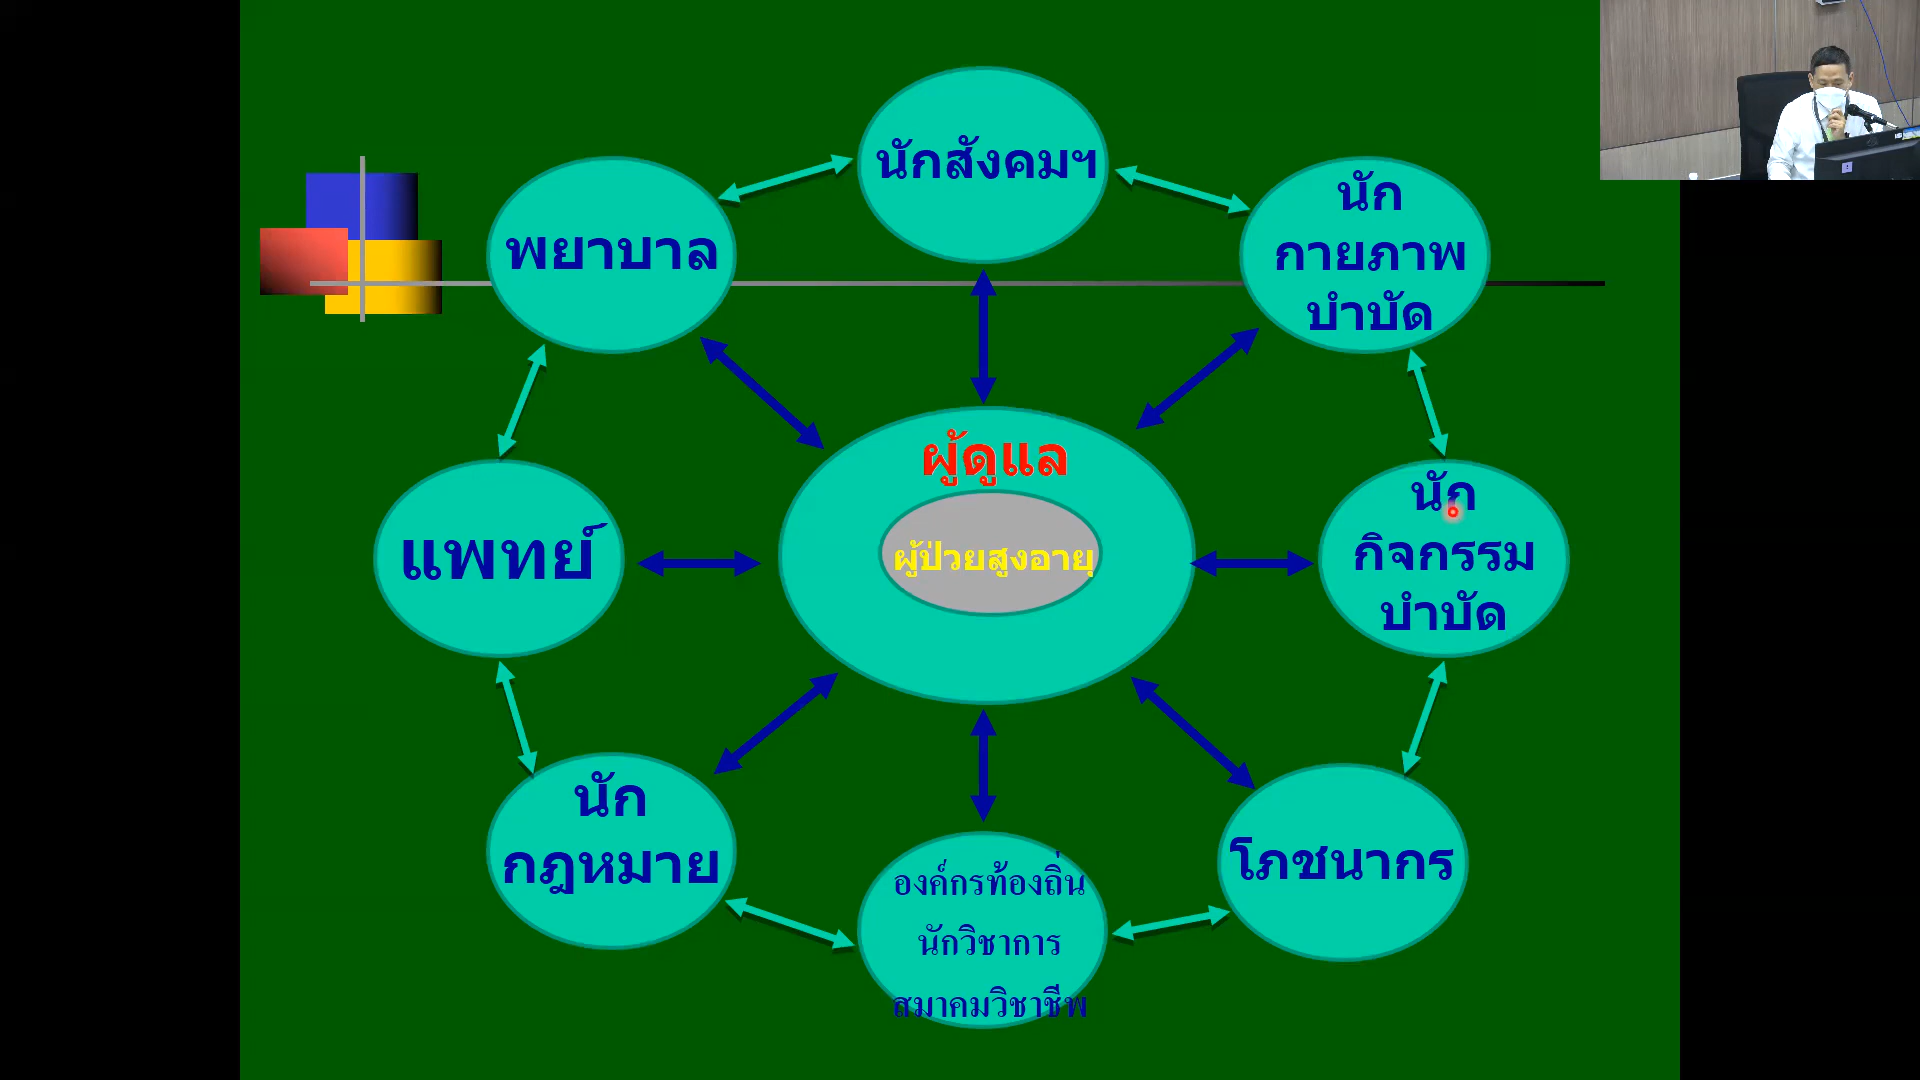 นักสังคมฯ
พยาบาล
นัก
กายภาพ
บำบัด
ผู้ดูแล
ผู้ป่วยสูงอายุ
แพทย์
นัก
กิจกรรม
บำบัด
นัก
กฎหมาย
องค์กรท้องถิ่น
นักวิชาการ
สมาคมวิชาชีพ
โภชนากร